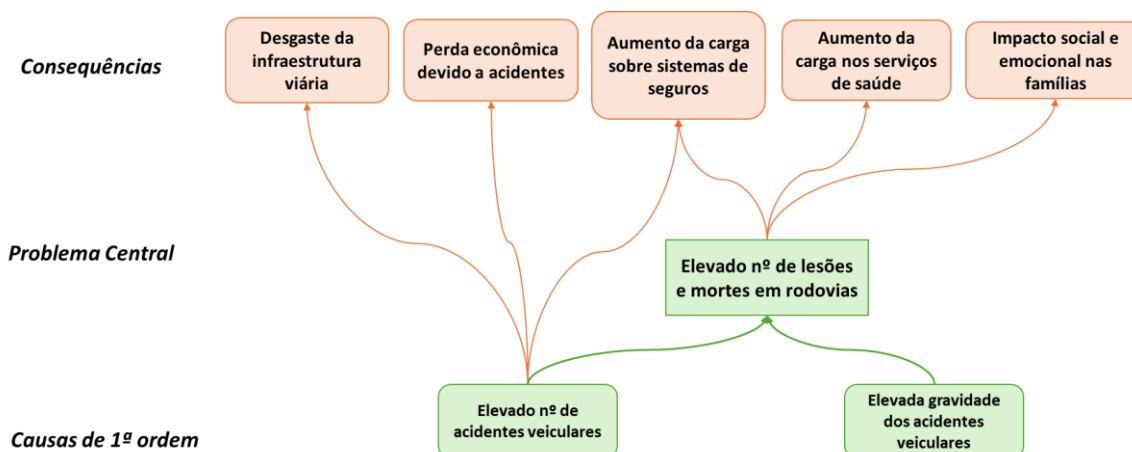 Consequências
Desgaste da
infraestrutura
viária
Perda econômica
devido a acidentes
Aumento da carga
sobre sistemas de
seguros
Aumento da
carga nos serviços
de saúde
Impacto social e
emocional nas
famílias
Problema Central
Elevado nº de lesões
e mortes em rodovias
Causas de 1ª ordem
Elevado nº de
acidentes veiculares
Elevada gravidade
dos acidentes
veiculares